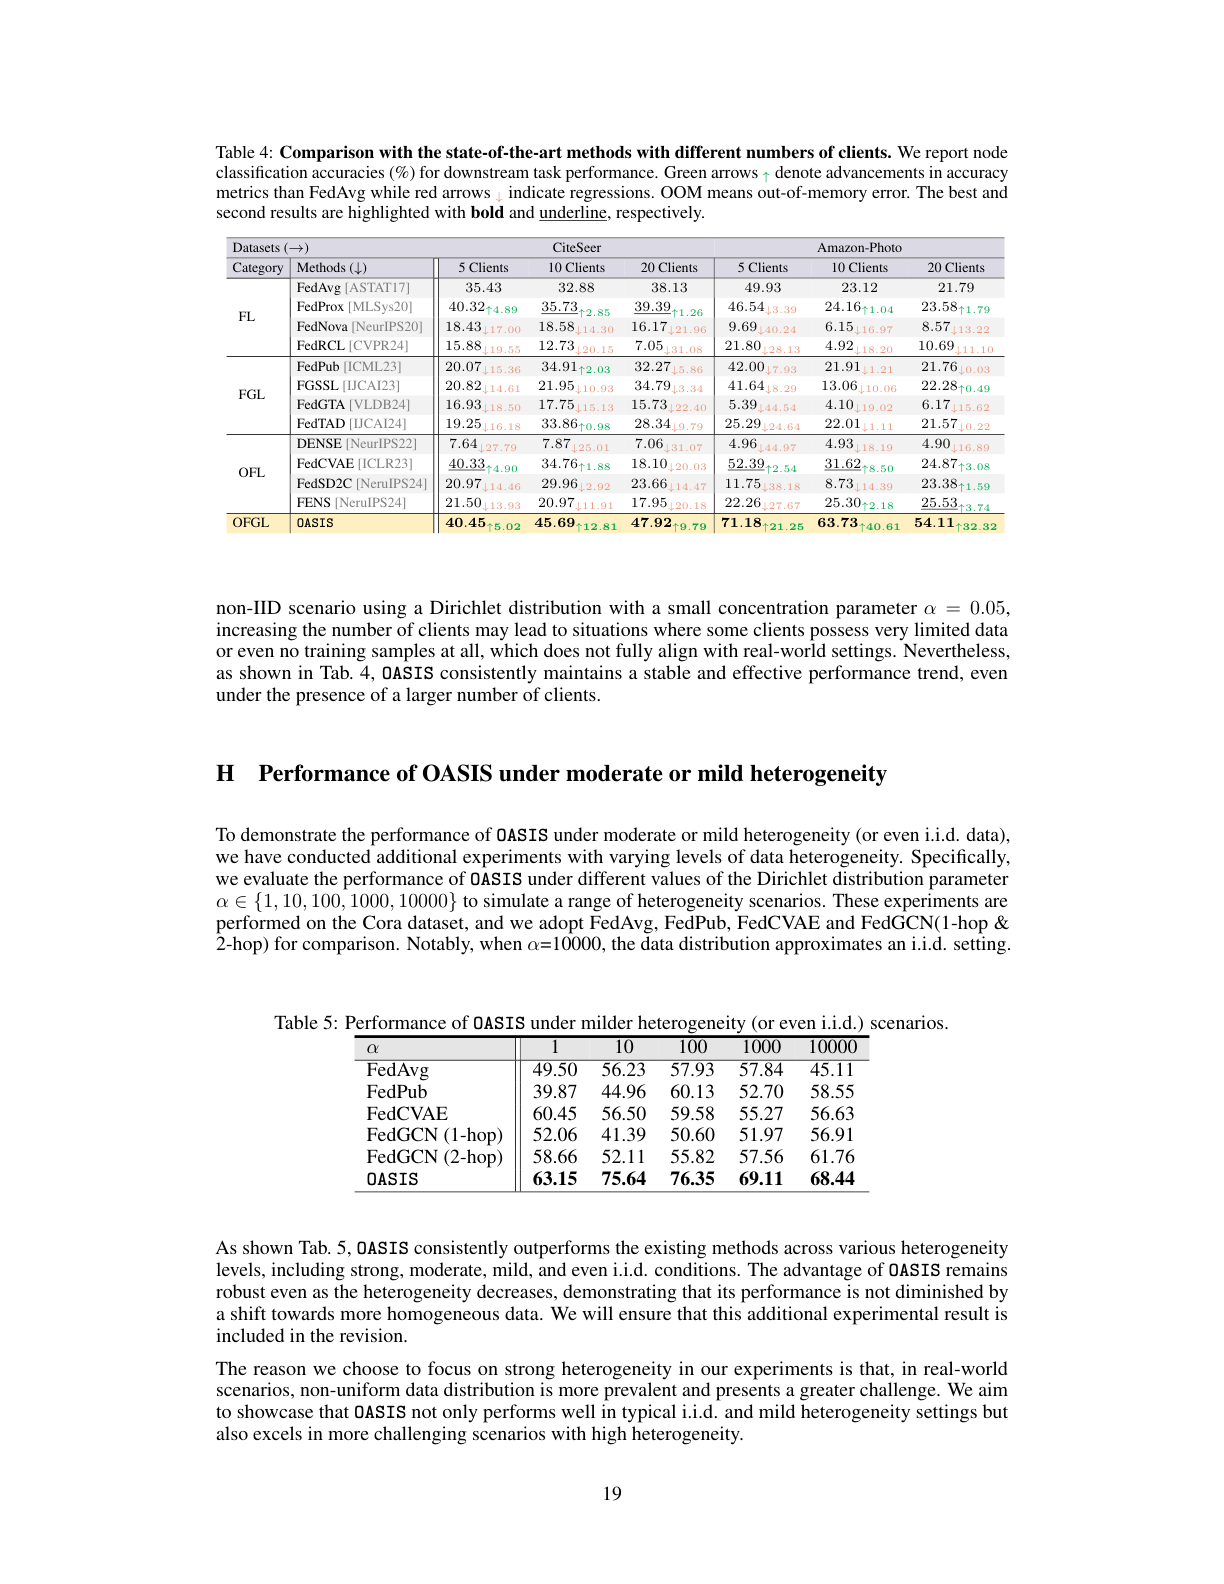 Table 4: Comparison with the state-of-the-art methods with different numbers of clients. We report node
classification accuracies (%) for downstream task performance. Green arrows ↑ denote advancements in accuracy
metrics than FedAvg while red arrows ↓ indicate regressions. OOM means out-of-memory error. The best and
second results are highlighted with bold and underline, respectively.
Datasets (→) CiteSeer Amazon-Photo
Category Methods (↓) 5 Clients 10 Clients 20 Clients 5 Clients 10 Clients 20 Clients
FedAvg [ASTAT17] 35.43 32.88 38.13 49.93 23.12 21.79
FL
FedProx [MLSys20] 40.32↑4.89 35.73↑2.85 39.39↑1.26 46.54↓3.39 24.16↑1.04 23.58↑1.79
FedNova [NeurIPS20] 18.43↓17.00 18.58↓14.30 16.17↓21.96 9.69↓40.24 6.15↓16.97 8.57↓13.22
FedRCL [CVPR24] 15.88↓19.55 12.73↓20.15 7.05↓31.08 21.80↓28.13 4.92↓18.20 10.69↓11.10
FedPub [ICML23] 20.07↓15.36 34.91↑2.03 32.27↓5.86 42.00↓7.93 21.91↓1.21 21.76↓0.03
FGL
FGSSL [IJCAI23] 20.82↓14.61 21.95↓10.93 34.79↓3.34 41.64↓8.29 13.06↓10.06 22.28↑0.49
FedGTA [VLDB24] 16.93↓18.50 17.75↓15.13 15.73↓22.40 5.39↓44.54 4.10↓19.02 6.17↓15.62
FedTAD [IJCAI24] 19.25↓16.18 33.86↑0.98 28.34↓9.79 25.29↓24.64 22.01↓1.11 21.57↓0.22
DENSE [NeurIPS22] 7.64↓27.79 7.87↓25.01 7.06↓31.07 4.96↓44.97 4.93↓18.19 4.90↓16.89
OFL
FedCVAE [ICLR23] 40.33↑4.90 34.76↑1.88 18.10↓20.03 52.39↑2.54 31.62↑8.50 24.87↑3.08
FedSD2C [NeruIPS24] 20.97↓14.46 29.96↓2.92 23.66↓14.47 11.75↓38.18 8.73↓14.39 23.38↑1.59
FENS [NeruIPS24] 21.50↓13.93 20.97↓11.91 17.95↓20.18 22.26↓27.67 25.30↑2.18 25.53↑3.74
OFGL OASIS 40.45↑5.02 45.69↑12.81 47.92↑9.79 71.18↑21.25 63.73↑40.61 54.11↑32.32
non-IID scenario using a Dirichlet distribution with a small concentration parameter α = 0.05,
increasing the number of clients may lead to situations where some clients possess very limited data
or even no training samples at all, which does not fully align with real-world settings. Nevertheless,
as shown in Tab. 4, OASIS consistently maintains a stable and effective performance trend, even
under the presence of a larger number of clients.
H Performance of OASIS under moderate or mild heterogeneity
To demonstrate the performance of OASIS under moderate or mild heterogeneity (or even i.i.d. data),
we have conducted additional experiments with varying levels of data heterogeneity. Specifically,
we evaluate the performance of OASIS under different values of the Dirichlet distribution parameter
α ∈ {1, 10, 100, 1000, 10000} to simulate a range of heterogeneity scenarios. These experiments are
performed on the Cora dataset, and we adopt FedAvg, FedPub, FedCVAE and FedGCN(1-hop &
2-hop) for comparison. Notably, when α=10000, the data distribution approximates an i.i.d. setting.
Table 5: Performance of OASIS under milder heterogeneity (or even i.i.d.) scenarios.
α 1 10 100 1000 10000
FedAvg 49.50 56.23 57.93 57.84 45.11
FedPub 39.87 44.96 60.13 52.70 58.55
FedCVAE 60.45 56.50 59.58 55.27 56.63
FedGCN (1-hop) 52.06 41.39 50.60 51.97 56.91
FedGCN (2-hop) 58.66 52.11 55.82 57.56 61.76
OASIS 63.15 75.64 76.35 69.11 68.44
As shown Tab. 5, OASIS consistently outperforms the existing methods across various heterogeneity
levels, including strong, moderate, mild, and even i.i.d. conditions. The advantage of OASIS remains
robust even as the heterogeneity decreases, demonstrating that its performance is not diminished by
a shift towards more homogeneous data. We will ensure that this additional experimental result is
included in the revision.
The reason we choose to focus on strong heterogeneity in our experiments is that, in real-world
scenarios, non-uniform data distribution is more prevalent and presents a greater challenge. We aim
to showcase that OASIS not only performs well in typical i.i.d. and mild heterogeneity settings but
also excels in more challenging scenarios with high heterogeneity.
19